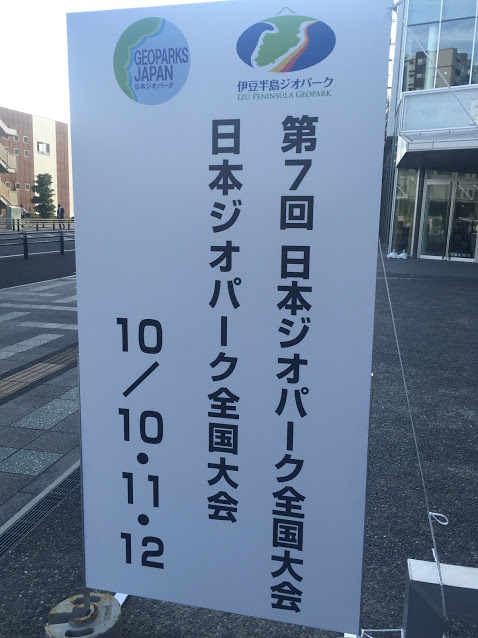 GEOPARKS
JAPAN
日本ジオパーク
伊豆半島ジオパーク
IZU PENINSULA GEOPARK
第7回 日本ジオパーク全国大会
日本ジオパーク全国大会
10/10・11・12